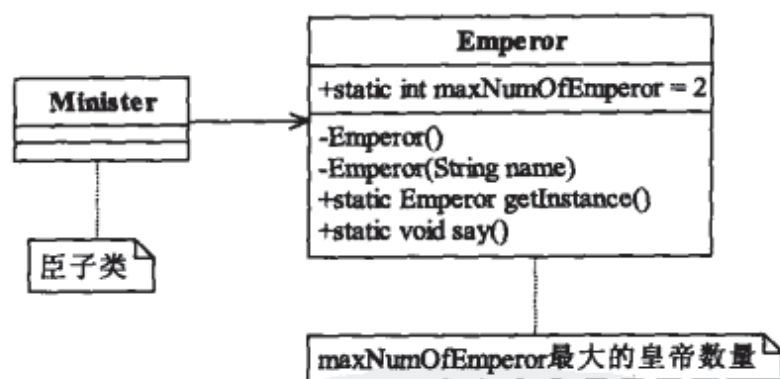 Minister
臣子类
Emperor
+static int maxNumOfEmperor = 2
-Emperor()
-Emperor(String name)
+static Emperor getInstance()
+static void say()
maxNumOfEmperor最大的皇帝数量